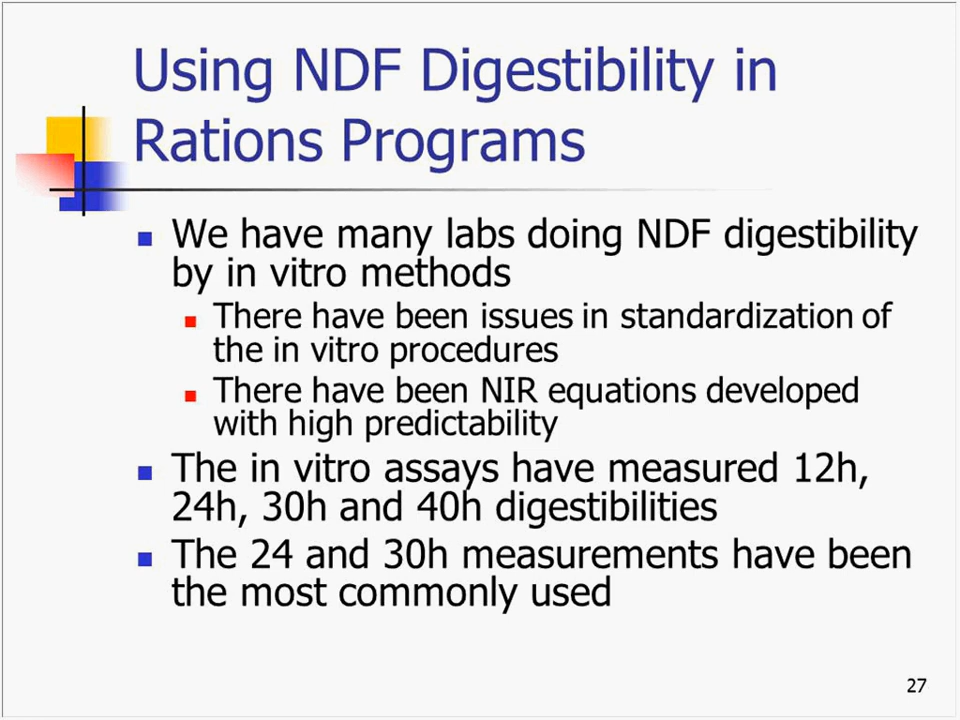 Using NDF Digestibility in
Rations Programs
We have many labs doing NDF digestibility
by in vitro methods
There have been issues in standardization of
the in vitro procedures
There have been NIR equations developed
with high predictability
The in vitro assays have measured 12h,
24h, 30h and 40h digestibilities
The 24 and 30h measurements have been
the most commonly used
27